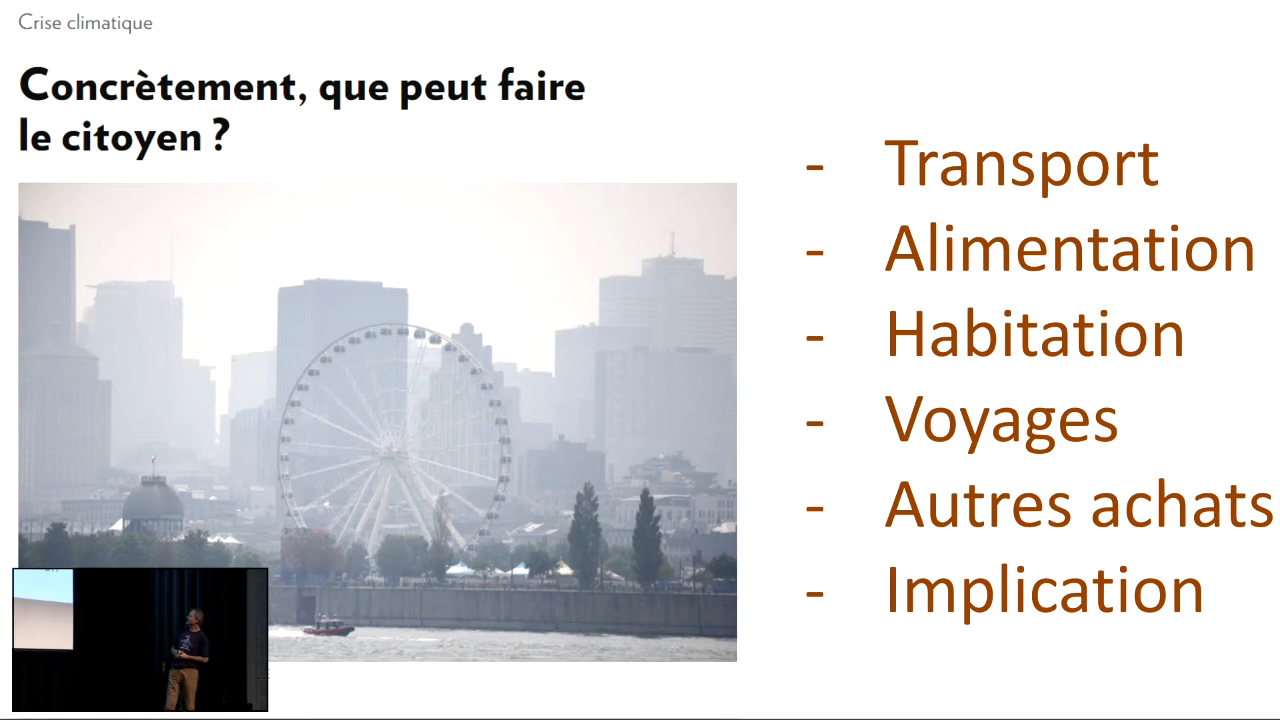 Crise climatique
Concrètement, que peut faire
le citoyen ?
- Transport
- Alimentation
- Habitation
- Voyages
- Autres achats
- Implication